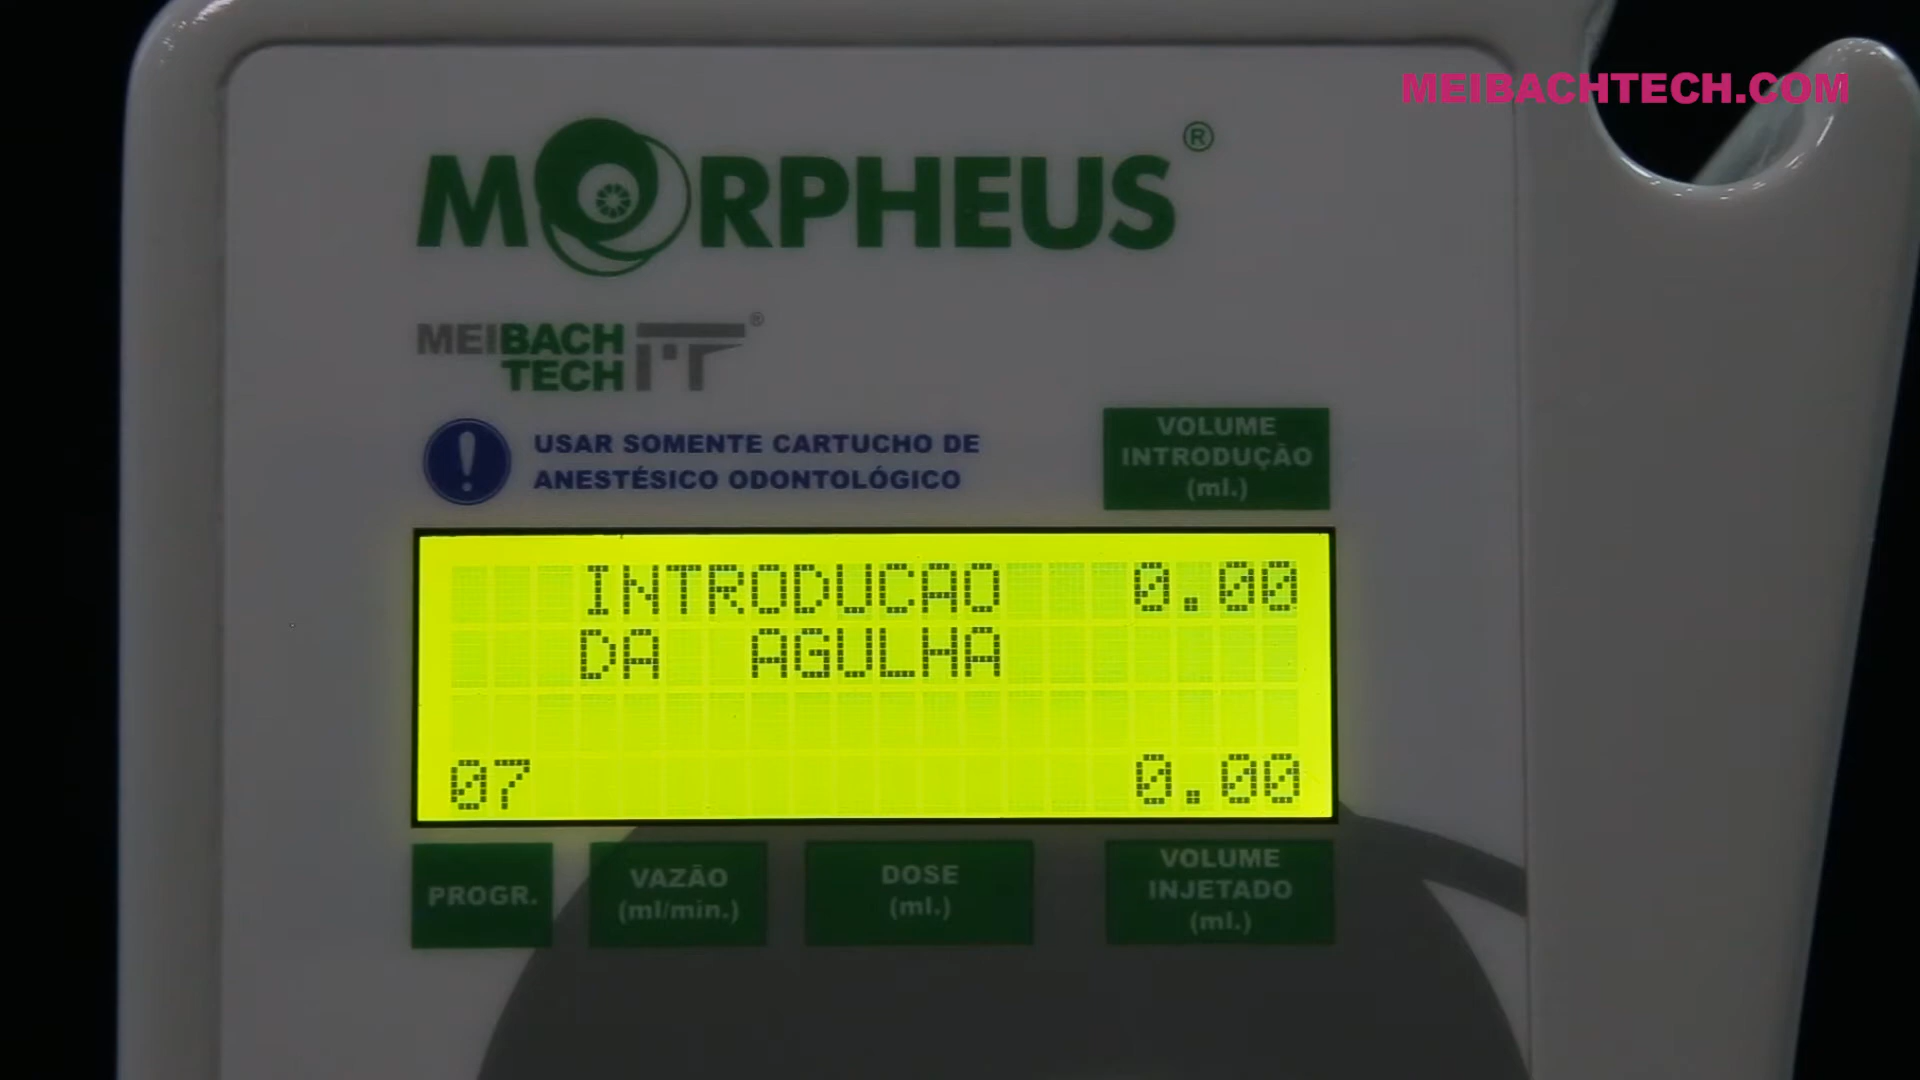 MEIBACHTECH.COM
MORPHEUS®
MEIBACH
TECH ®
USAR SOMENTE CARTUCHO DE
ANESTÉSICO ODONTOLÓGICO
VOLUME
INTRODUÇÃO
(ml.)
INTRODUCAO 0.00
DA AGULHA
07 0.00
PROGR.
VAZÃO
(ml/min.)
DOSE
(ml.)
VOLUME
INJETADO
(ml.)